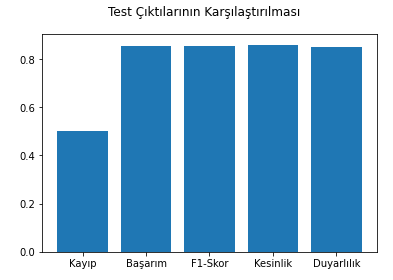 Test Çıktılarının Karşılaştırılması
0.8
0.6
0.4
0.2
0.0
Kayıp Başarım F1-Skor Kesinlik Duyarlılık